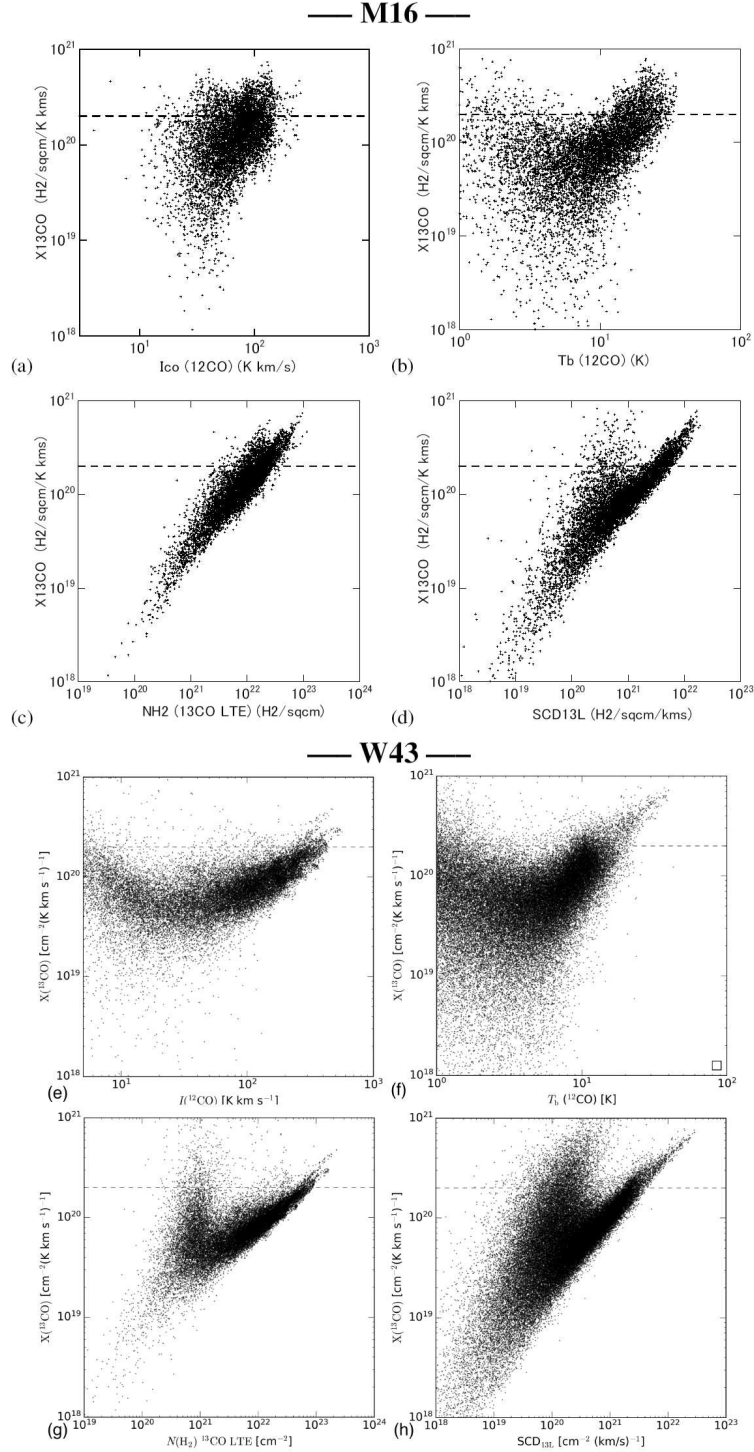 M16
10^21
10^20
10^19
10^18
X13CO (H2/sqcm/K kms)
10^1
10^2
10^3
(a)
Ico (12CO) (K km/s)
10^21
10^20
10^19
10^18
X13CO (H2/sqcm/K kms)
10^0
10^1
10^2
(b)
Tb (12CO) (K)
10^21
10^20
10^19
10^18
X13CO (H2/sqcm/K kms)
10^19
10^20
10^21
10^22
10^23
10^24
(c)
NH2 (13CO LTE) (H2/sqcm)
10^21
10^20
10^19
10^18
X13CO (H2/sqcm/K kms)
10^18
10^19
10^20
10^21
10^22
10^23
(d)
SCD13L (H2/sqcm/kms)
W43
10^21
10^20
10^19
10^18
X(^13CO) [cm^−2(K km s^−1)^−1]
10^1
10^2
10^3
(e)
I(^12CO) [K km s^−1]
10^21
10^20
10^19
10^18
X(^13CO) [cm^−2(K km s^−1)^−1]
10^0
10^1
10^2
(f)
T_b (^12CO) [K]
10^21
10^20
10^19
10^18
X(^13CO) [cm^−2(K km s^−1)^−1]
10^19
10^20
10^21
10^22
10^23
10^24
(g)
N(H_2) ^13CO LTE [cm^−2]
10^21
10^20
10^19
10^18
X(^13CO) [cm^−2(K km s^−1)^−1]
10^18
10^19
10^20
10^21
10^22
10^23
(h)
SCD_13L [cm^−2 (km/s)^−1]